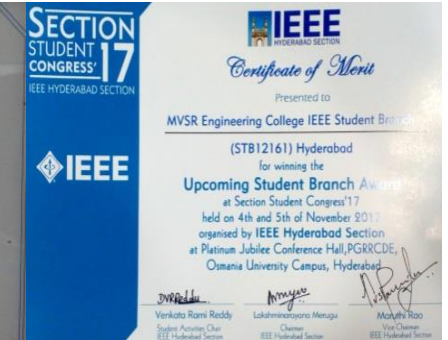 SECTION
STUDENT
CONGRESS' 17
IEEE HYDERABAD SECTION
IEEE
IEEE
HYDERABAD SECTION
Certificate of Merit
Presented to
MVSR Engineering College IEEE Student Branch
(STB12161) Hyderabad
for winning the
Upcoming Student Branch Award
at Section Student Congress'17
held on 4th and 5th of November 2017
organised by IEEE Hyderabad Section
at Platinum Jubilee Conference Hall,PGRRCDE,
Osmania University Campus, Hyderabad
DVRReddy
Venkata Rami Reddy
Student Activities Chair
IEEE Hyderabad Section
Lakshminarayana Merugu
Chairman
IEEE Hyderabad Section
Maruthi Rao
Vice Chairman
IEEE Hyderabad Section